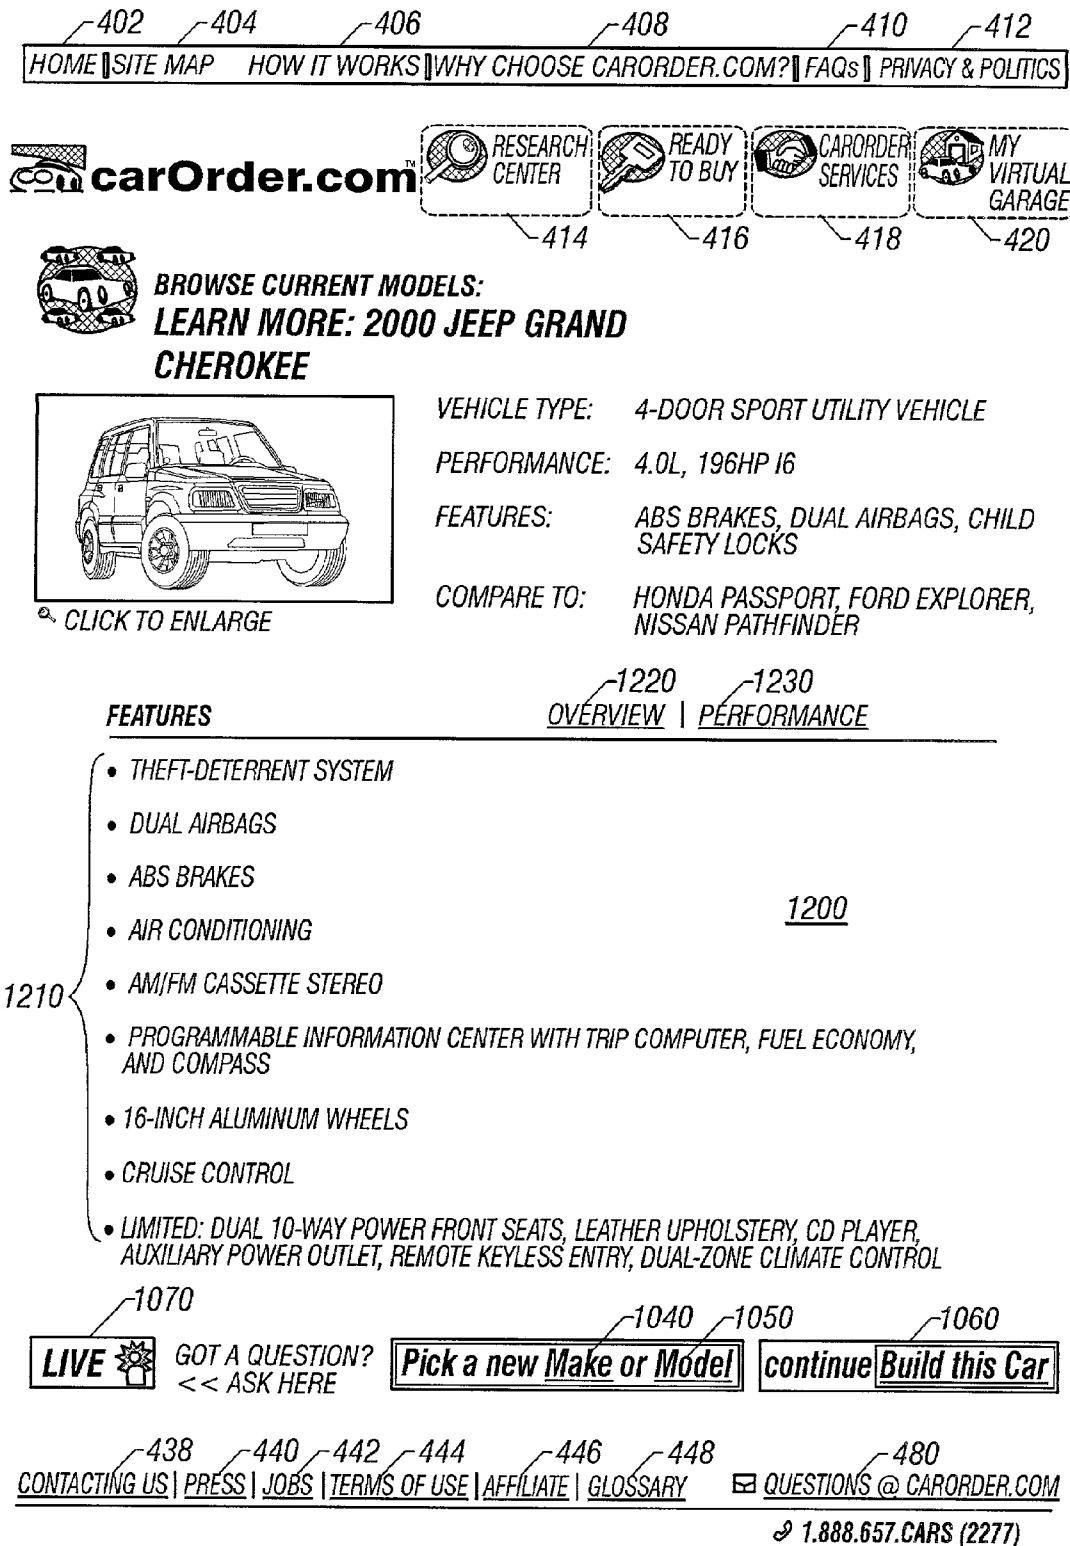 402 404 406 408 410 412
HOME SITE MAP HOW IT WORKS WHY CHOOSE CARORDER.COM? FAQs PRIVACY & POLITICS
carOrder.com™
RESEARCH CENTER
READY TO BUY
CARORDER SERVICES
MY VIRTUAL GARAGE
414 416 418 420
BROWSE CURRENT MODELS:
LEARN MORE: 2000 JEEP GRAND
CHEROKEE
VEHICLE TYPE: 4-DOOR SPORT UTILITY VEHICLE
PERFORMANCE: 4.0L, 196HP I6
FEATURES: ABS BRAKES, DUAL AIRBAGS, CHILD
SAFETY LOCKS
COMPARE TO: HONDA PASSPORT, FORD EXPLORER,
NISSAN PATHFINDER
CLICK TO ENLARGE
1220 1230
FEATURES OVERVIEW | PERFORMANCE
• THEFT-DETERRENT SYSTEM
• DUAL AIRBAGS
• ABS BRAKES
1200
• AIR CONDITIONING
• AM/FM CASSETTE STEREO
1210
• PROGRAMMABLE INFORMATION CENTER WITH TRIP COMPUTER, FUEL ECONOMY,
AND COMPASS
• 16-INCH ALUMINUM WHEELS
• CRUISE CONTROL
• LIMITED: DUAL 10-WAY POWER FRONT SEATS, LEATHER UPHOLSTERY, CD PLAYER,
AUXILIARY POWER OUTLET, REMOTE KEYLESS ENTRY, DUAL-ZONE CLIMATE CONTROL
1070 1040 1050 1060
LIVE
GOT A QUESTION?
<< ASK HERE
Pick a new Make or Model
continue Build this Car
438 440 442 444 446 448 480
CONTACTING US | PRESS | JOBS | TERMS OF USE | AFFILIATE | GLOSSARY QUESTIONS @ CARORDER.COM
1.888.657.CARS (2277)